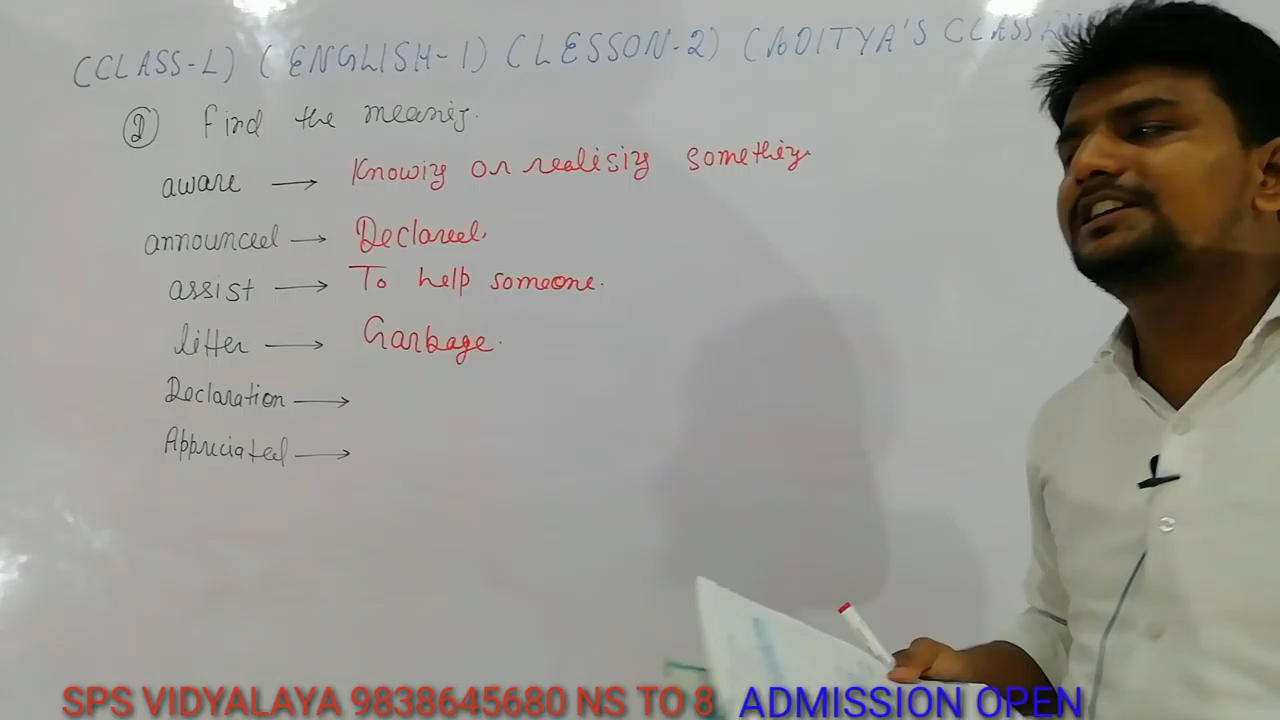 (CLASS-L) (ENGLISH-1) (LESSON-2) (ADITYA'S CLASSES
② Find the meaning.
aware → Knowing or realising something.
announced → Declared.
assist → To help someone.
litter → Garbage.
Declaration →
Appreciated →
SPS VIDYALAYA 9838645680 NS TO 8 ADMISSION OPEN